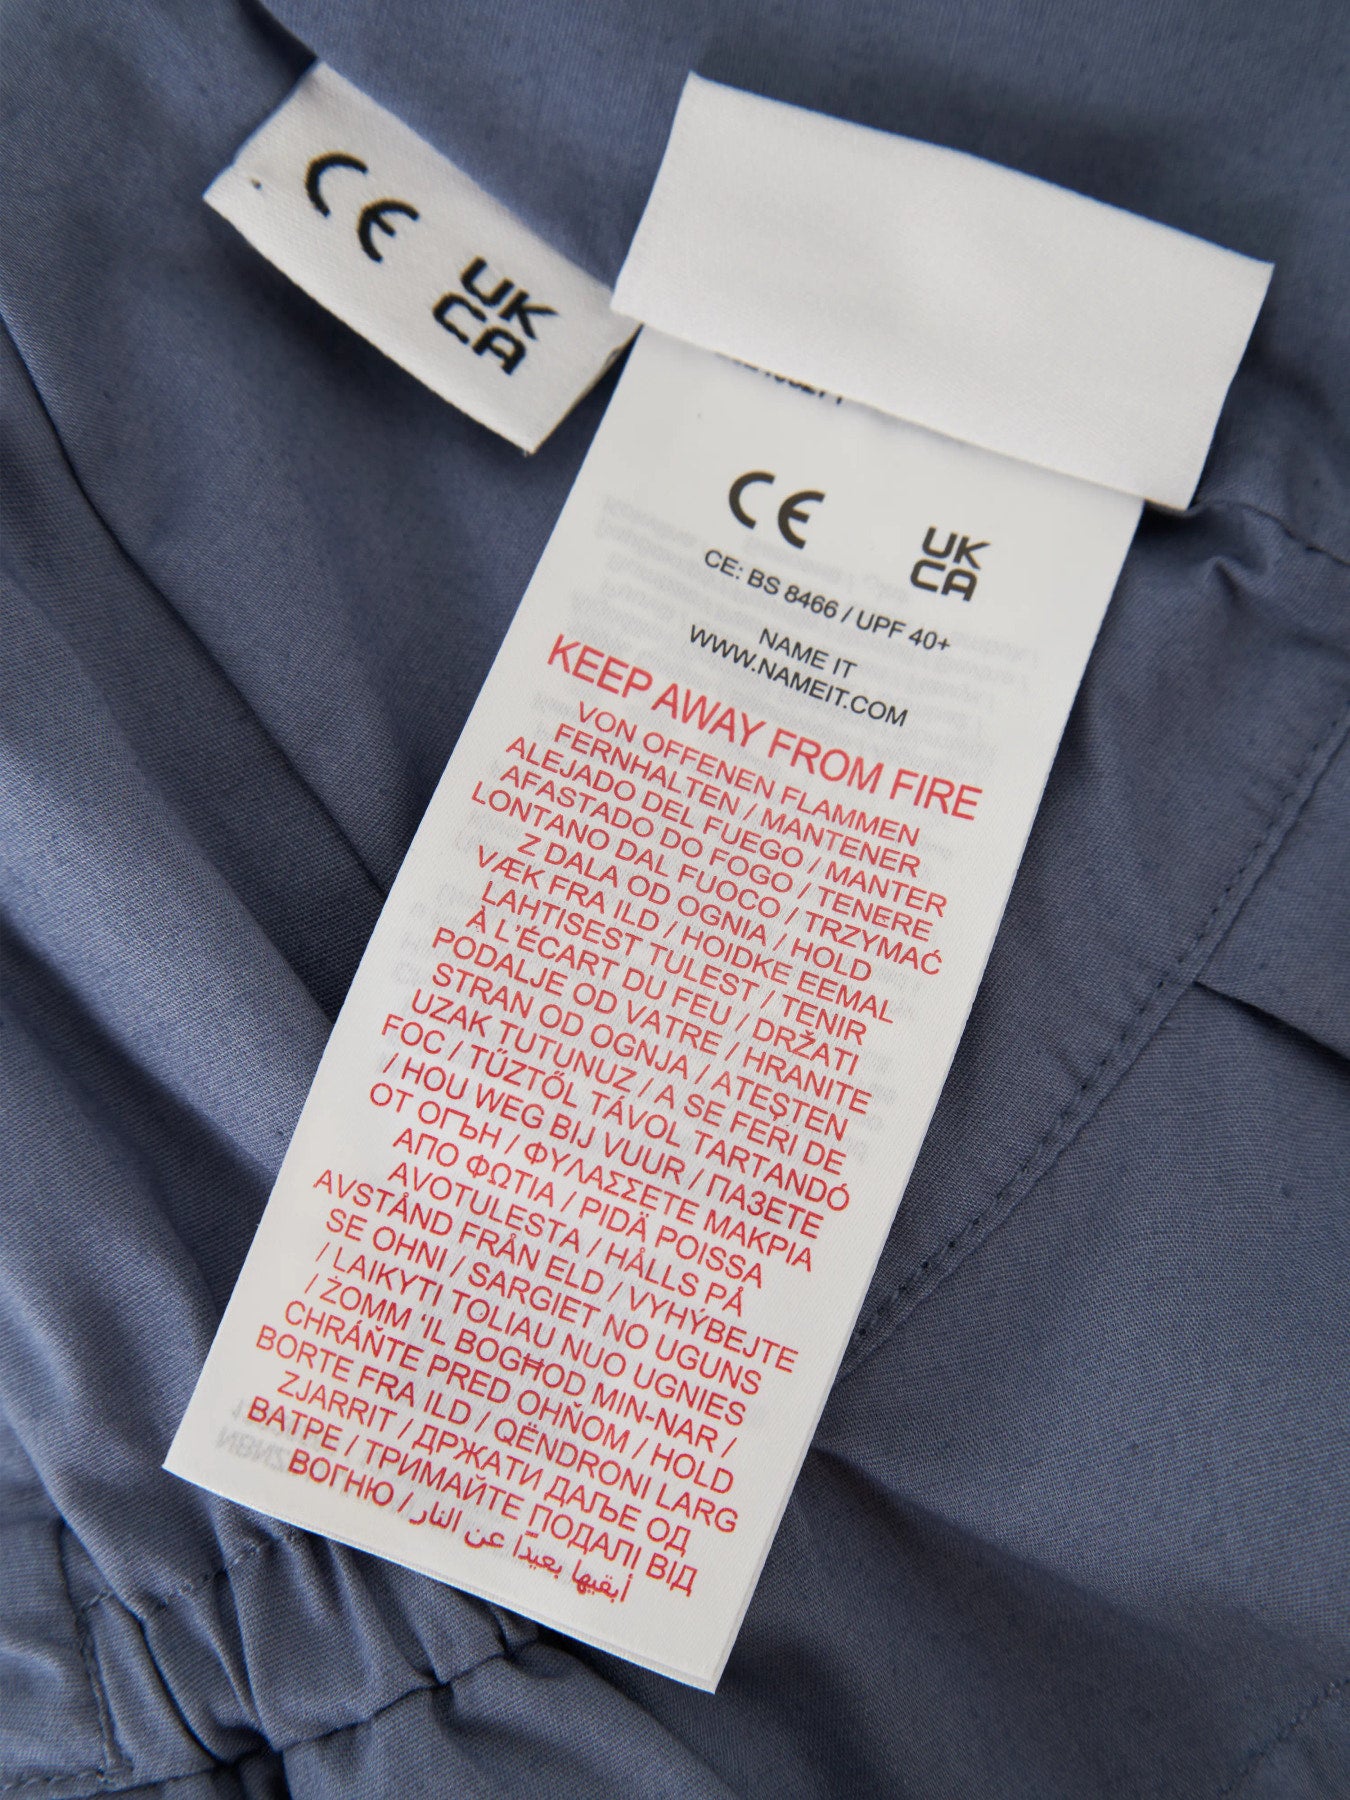 CE
UK
CA
CE
UK
CA
CE: BS 8466 / UPF 40+
NAME IT
WWW.NAMEIT.COM
KEEP AWAY FROM FIRE
VON OFFENEN FLAMMEN
FERNHALTEN / MANTENER
ALEJADO DEL FUEGO / MANTER
AFASTADO DO FOGO / TENERE
LONTANO DAL FUOCO / TRZYMAĆ
Z DALA OD OGNIA / HOLD
VÆK FRA ILD / HOIDKE EEMAL
LAHTISEST TULEST / TENIR
À L'ÉCART DU FEU / DRŽATI
PODALJE OD VATRE / HRANITE
STRAN OD OGNJA / ATEŞTEN
UZAK TUTUNUZ / A SE FERI DE
FOC / TŰZTŐL TÁVOL TARTANDÓ
/ HOU WEG BIJ VUUR / ПАЗЕТЕ
ОТ ОГЪН / ΦΥΛΑΣΣΕΤΕ ΜΑΚΡΙΑ
ΑΠΟ ΦΩΤΙΑ / PIDÄ POISSA
AVOTULESTA / HÅLLS PÅ
AVSTÅND FRÅN ELD / VYHÝBEJTE
SE OHNI / SARGIET NO UGUNS
/ LAIKYTI TOLIAU NUO UGNIES
/ ŻOMM 'IL BOGĦOD MIN-NAR /
CHRÁŇTE PRED OHŇOM / HOLD
BORTE FRA ILD / QËNDRONI LARG
ZJARRIT / ДРЖАТИ ДАЉЕ ОД
ВАТРЕ / ТРИМАЙТЕ ПОДАЛІ ВІД
ВОГНЮ / أبقيها بعيدًا عن النار